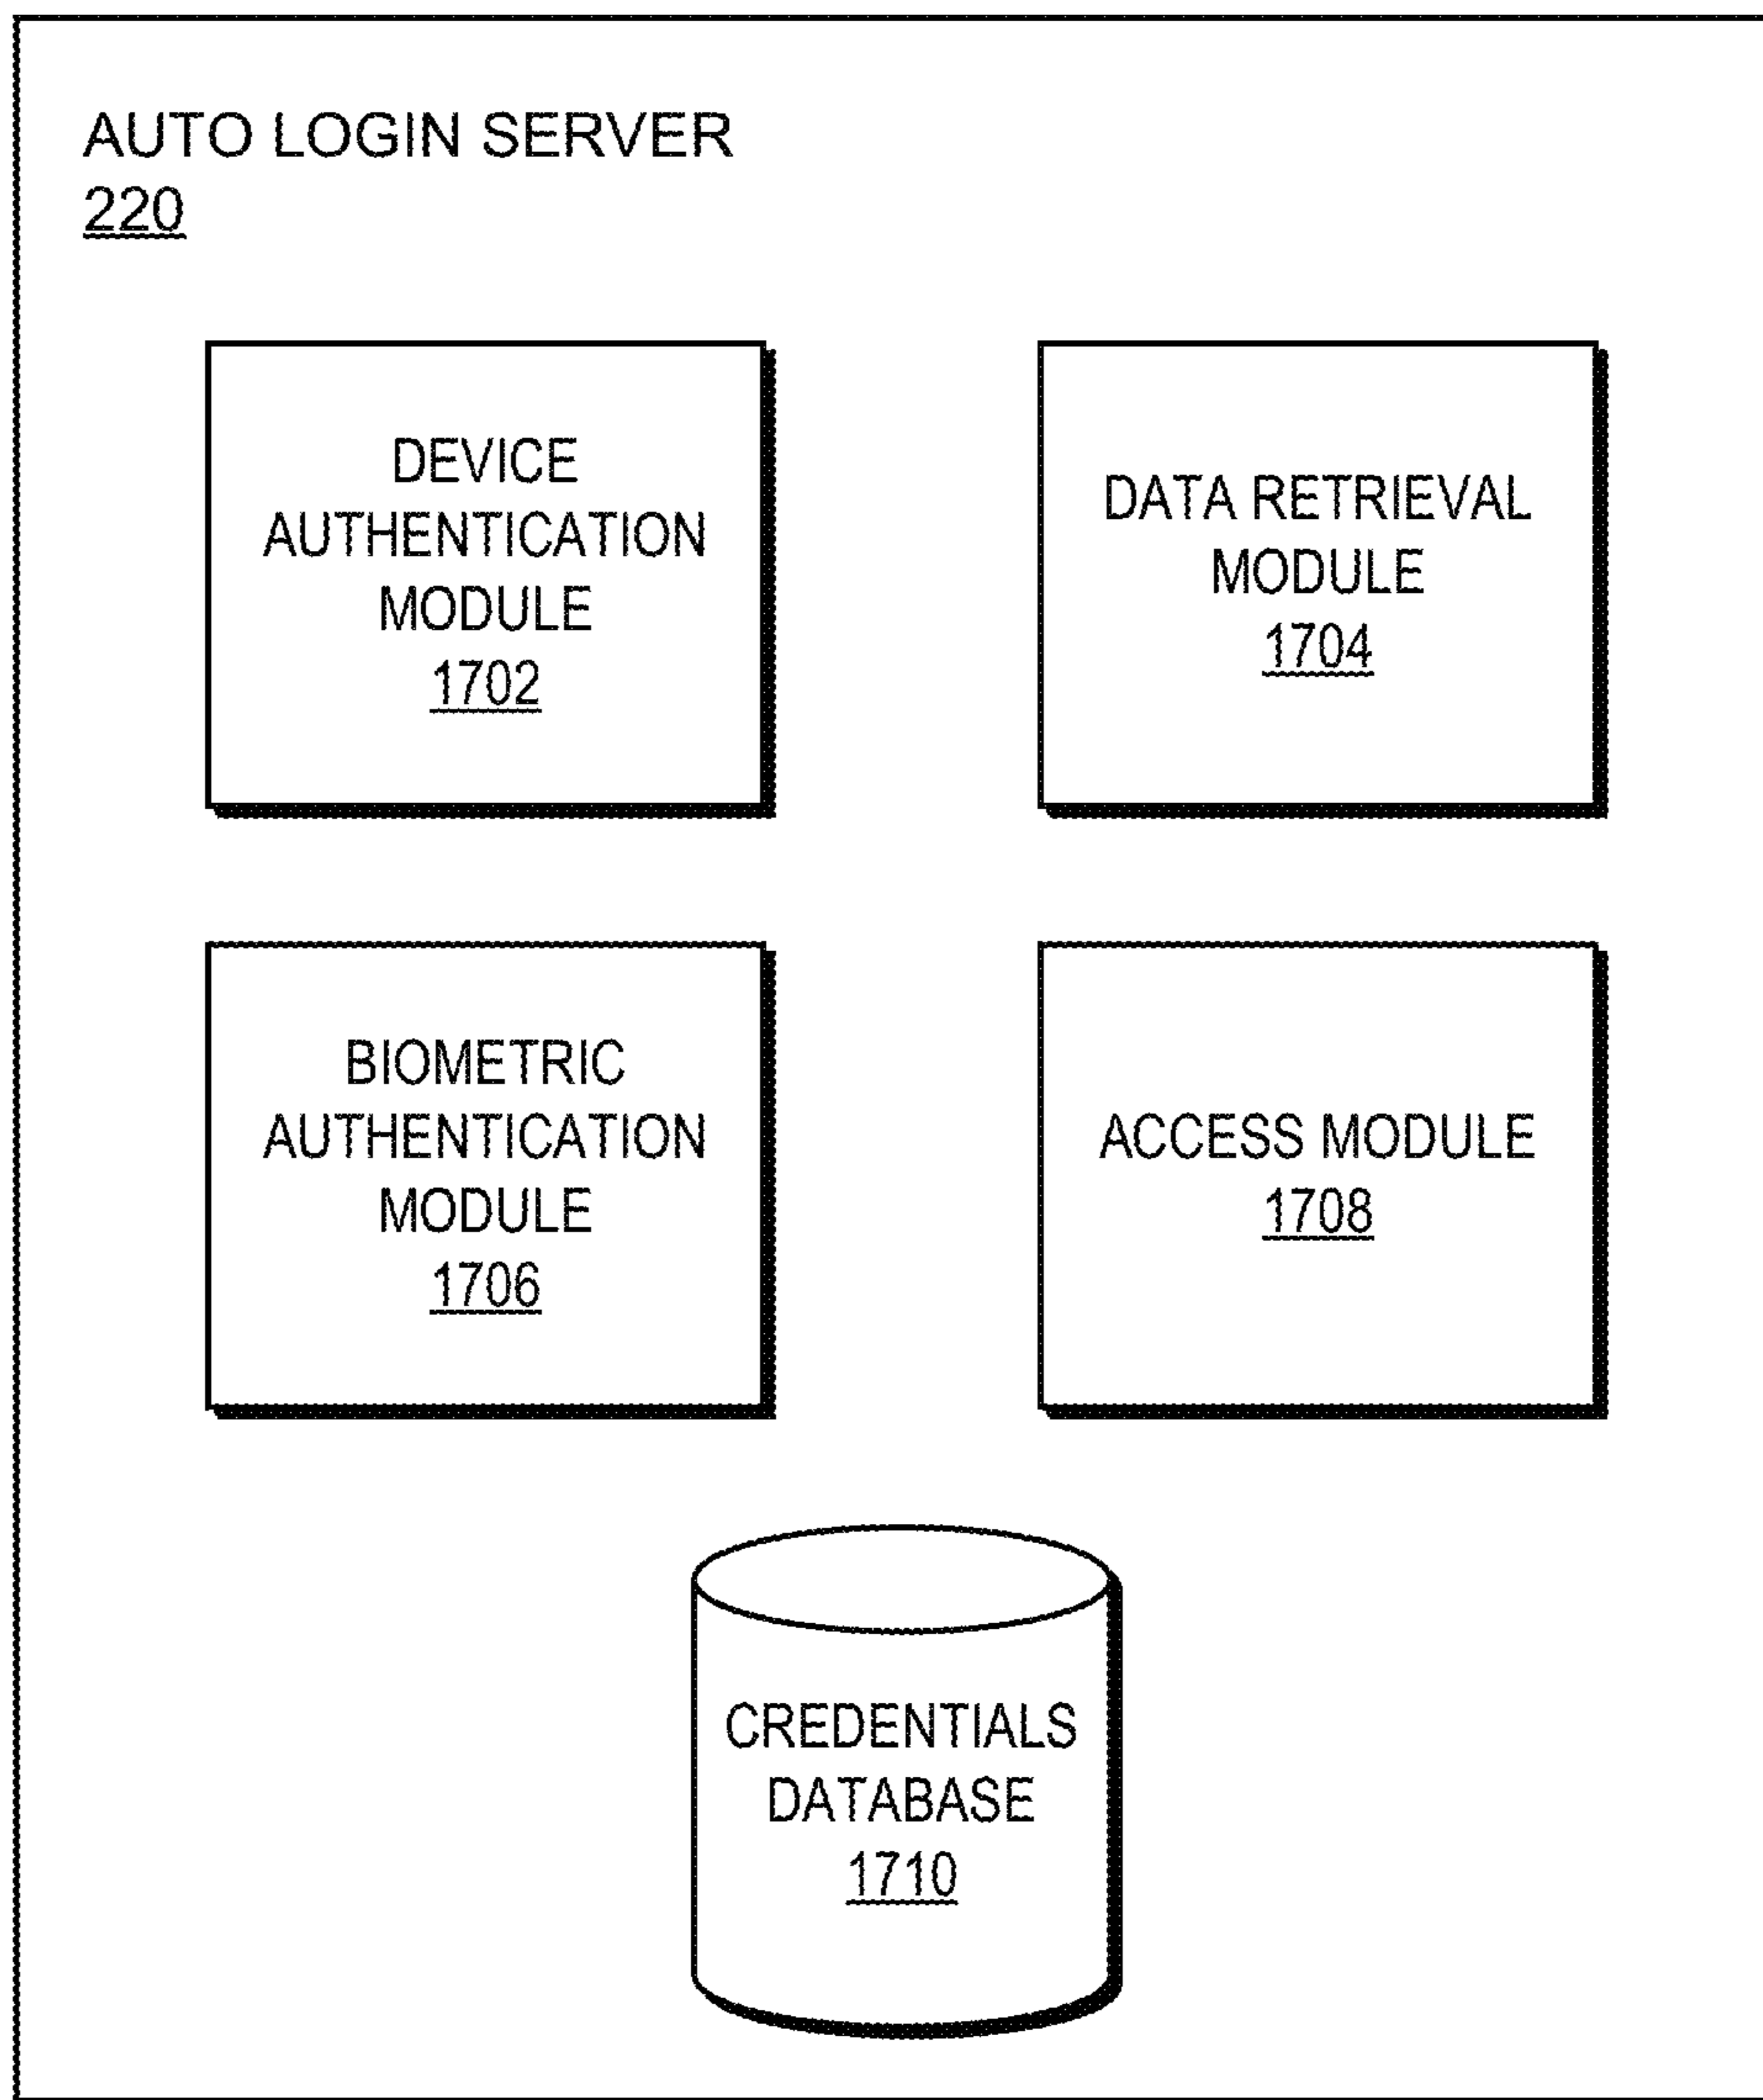 AUTO LOGIN SERVER
220
DEVICE
AUTHENTICATION
MODULE
1702
DATA RETRIEVAL
MODULE
1704
BIOMETRIC
AUTHENTICATION
MODULE
1706
ACCESS MODULE
1708
CREDENTIALS
DATABASE
1710